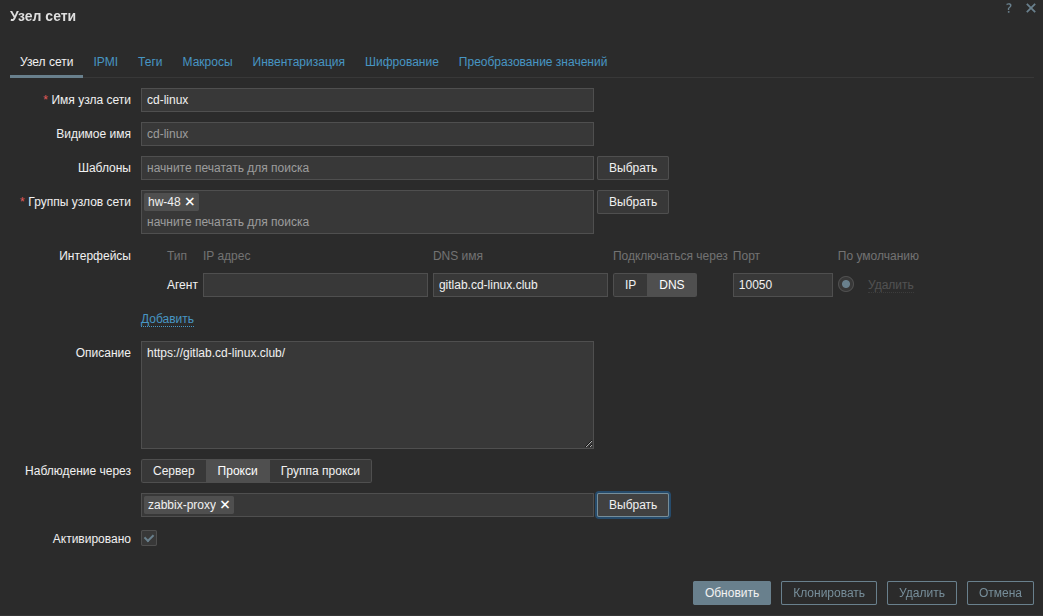 Узел сети
?
Узел сети IPMI Теги Макросы Инвентаризация Шифрование Преобразование значений
* Имя узла сети cd-linux
Видимое имя cd-linux
Шаблоны начните печатать для поиска Выбрать
* Группы узлов сети hw-48 Выбрать
начните печатать для поиска
Интерфейсы Тип IP адрес DNS имя Подключаться через Порт По умолчанию
Агент gitlab.cd-linux.club IP DNS 10050 Удалить
Добавить
Описание https://gitlab.cd-linux.club/
Наблюдение через Сервер Прокси Группа прокси
zabbix-proxy Выбрать
Активировано
Обновить Клонировать Удалить Отмена